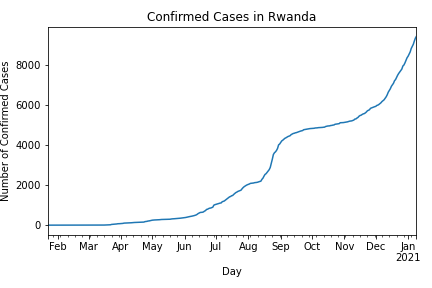 Confirmed Cases in Rwanda
Number of Confirmed Cases
8000
6000
4000
2000
0
Feb Mar Apr May Jun Jul Aug Sep Oct Nov Dec Jan
2021
Day